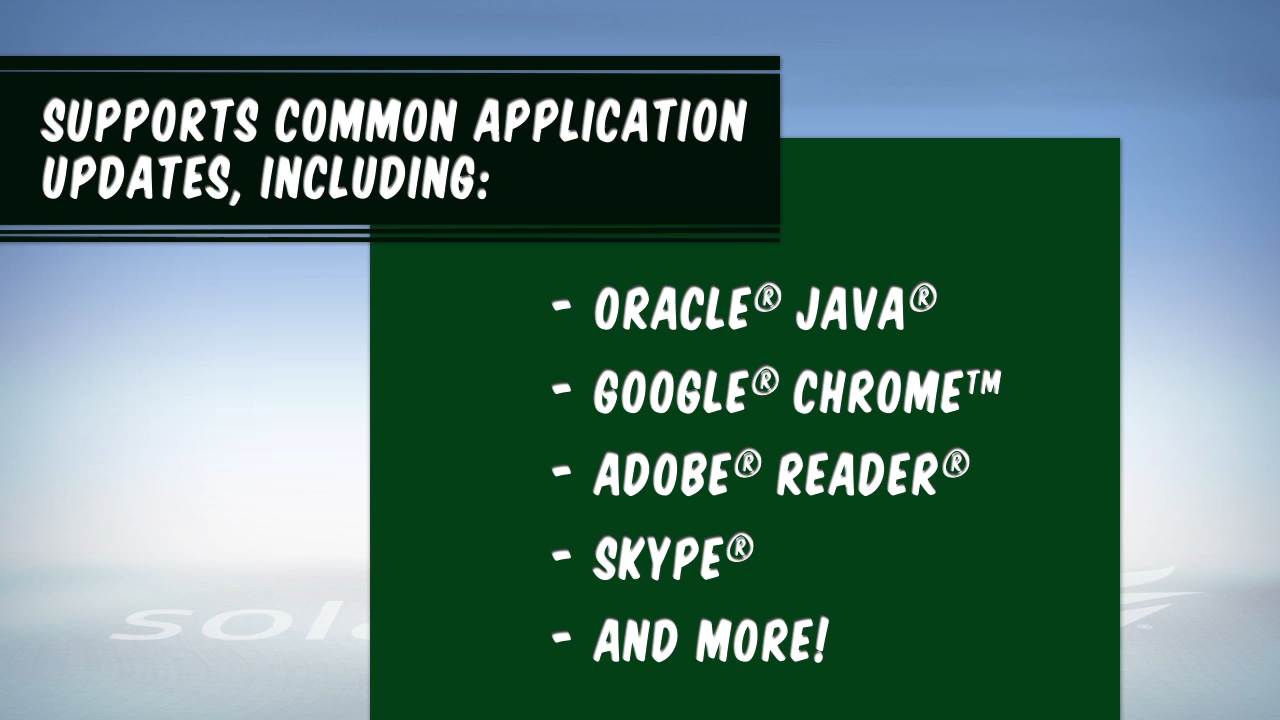 SUPPORTS COMMON APPLICATION
UPDATES, INCLUDING:
- ORACLE® JAVA®
- GOOGLE® CHROME™
- ADOBE® READER®
- SKYPE®
- AND MORE!